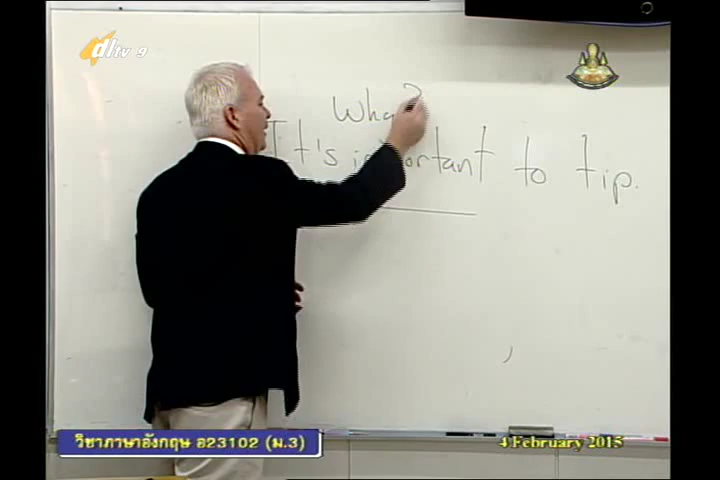 dltv 9
Wha?
It's important to tip.
วิชาภาษาอังกฤษ อ23102 (ม.3)
4 February 2015